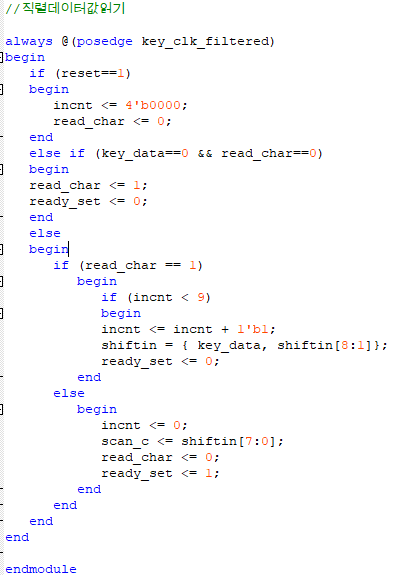 //직렬데이터값읽기
always @(posedge key_clk_filtered)
begin
if (reset==1)
begin
incnt <= 4'b0000;
read_char <= 0;
end
else if (key_data==0 && read_char==0)
begin
read_char <= 1;
ready_set <= 0;
end
else
begin
if (read_char == 1)
begin
if (incnt < 9)
begin
incnt <= incnt + 1'b1;
shiftin = { key_data, shiftin[8:1]};
ready_set <= 0;
end
else
begin
incnt <= 0;
scan_c <= shiftin[7:0];
read_char <= 0;
ready_set <= 1;
end
end
end
end
endmodule